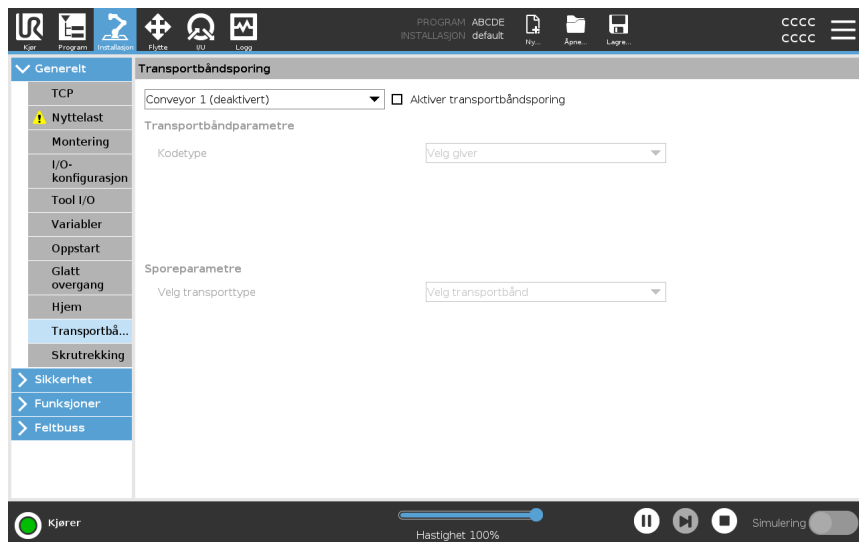 UR
Kjør
Program
Installasjon
Flytte
I/U
Logg
PROGRAM ABCDE
INSTALLASJON default
Ny...
Åpne...
Lagre...
CCCC
CCCC
Generelt
TCP
Nyttelast
Montering
I/O-
konfigurasjon
Tool I/O
Variabler
Oppstart
Glatt
overgang
Hjem
Transportbå...
Skrutrekking
Sikkerhet
Funksjoner
Feltbuss
Transportbåndsporing
Conveyor 1 (deaktivert)
Aktiver transportbåndsporing
Transportbåndparametre
Kodetype
Velg giver
Sporeparametre
Velg transporttype
Velg transportbånd
Kjører
Hastighet 100%
Simulering